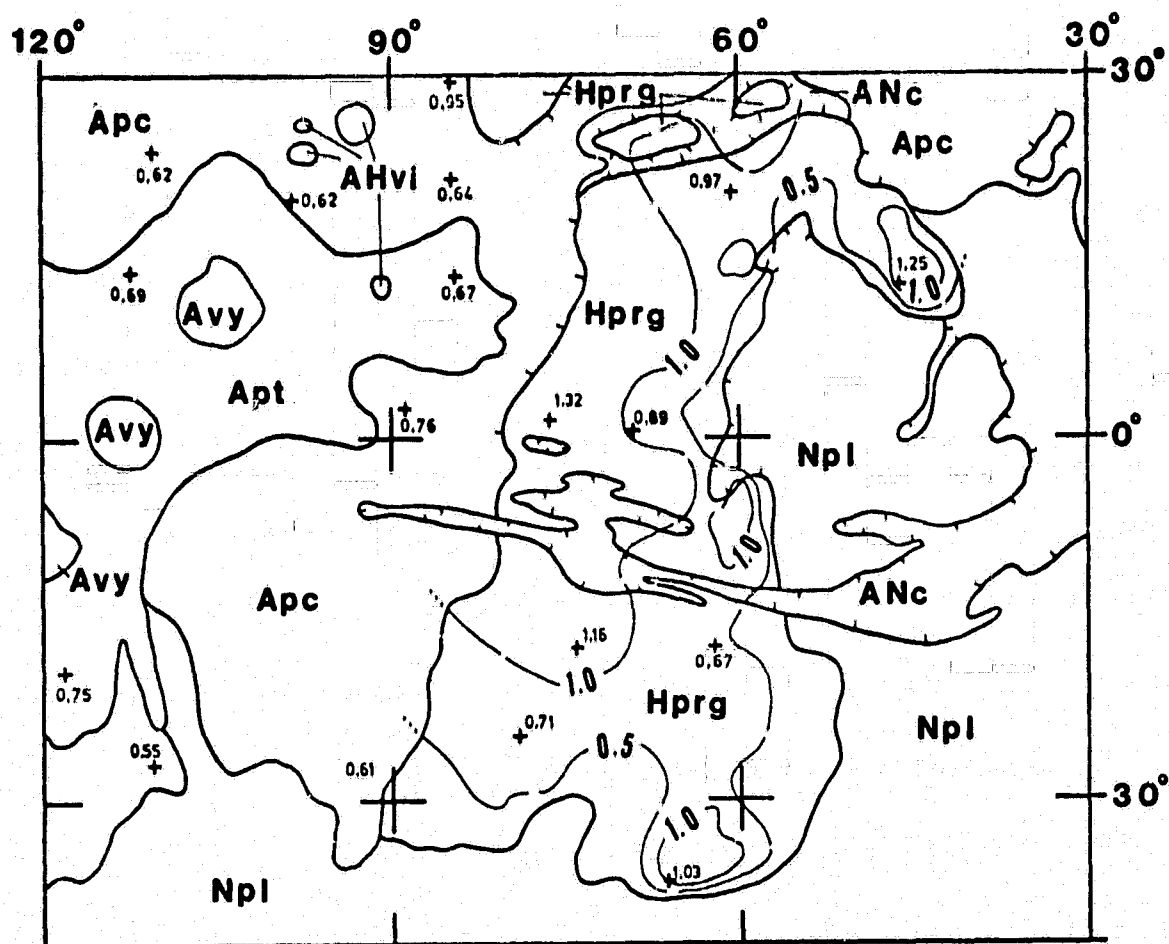 120° 90° 60° 30°
30°
0.95 Hprg ANc
Apc Apc
0.62 AHvi 0.64 0.97 0.5
0.62
1.25
1.0
0.69 0.67
Avy Hprg
1.0
Apt 1.32
Avy 0.76 0.89 0°
Npl
1.0
Avy Apc ANc
1.16
0.67
0.75 1.0
Hprg Npl
0.71
0.55 0.61 0.5
30°
1.0
1.03
Npl